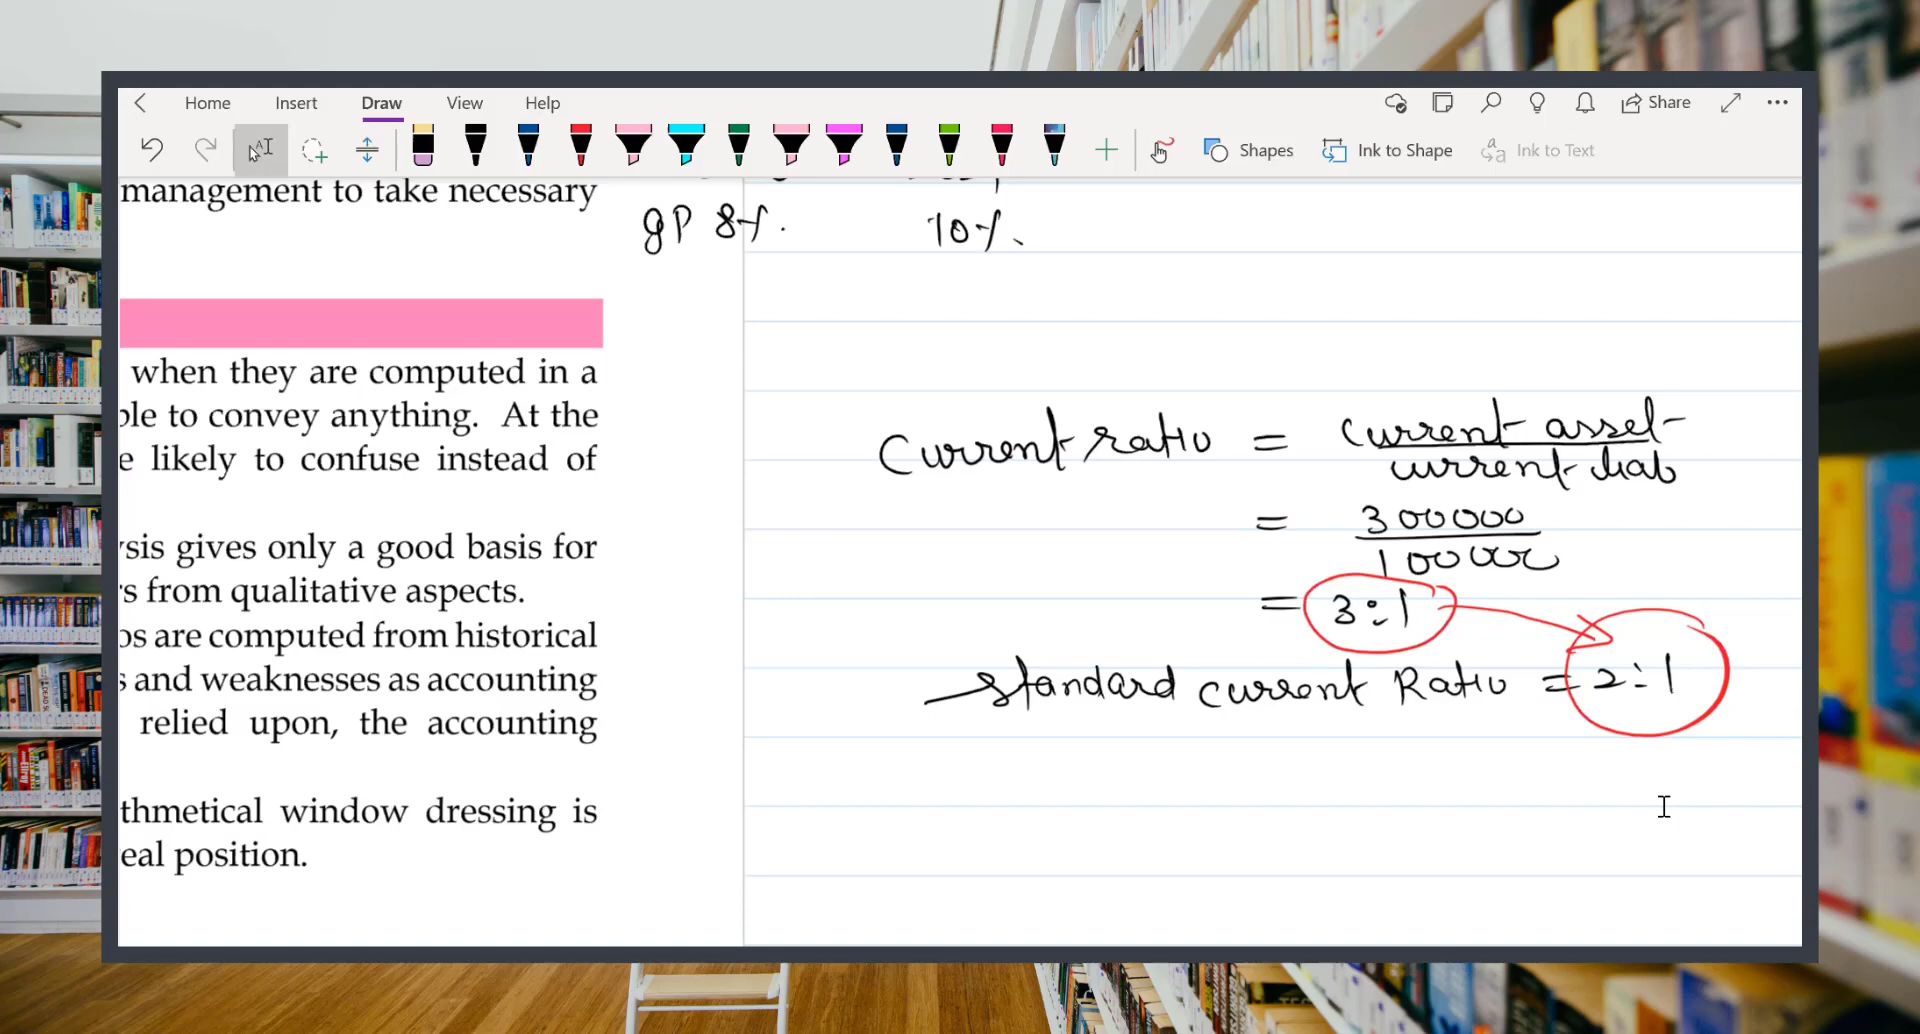 Home Insert Draw View Help Share
Shapes Ink to Shape Ink to Text
management to take necessary
when they are computed in a
ble to convey anything. At the
e likely to confuse instead of
ysis gives only a good basis for
rs from qualitative aspects.
os are computed from historical
s and weaknesses as accounting
relied upon, the accounting
thmetical window dressing is
eal position.
gP 8%. 10%.
Current ratio = current asset
current liab
= 300000
100000
= 3:1
Standard current Ratio = 2:1